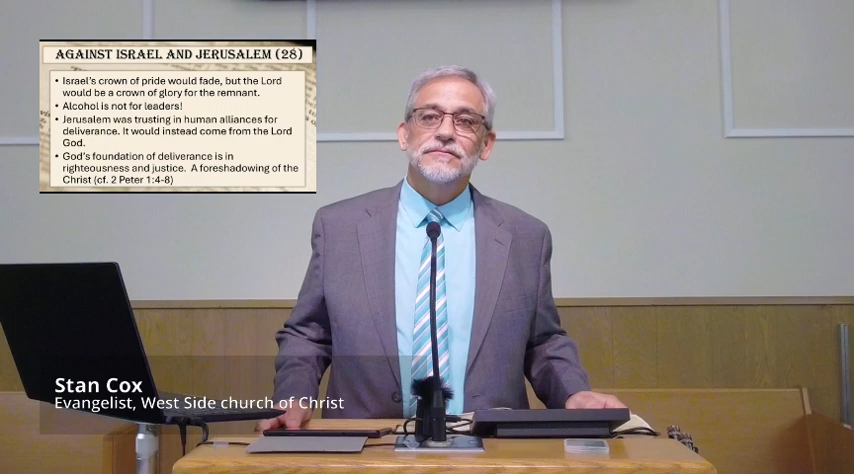 AGAINST ISRAEL AND JERUSALEM (28)
• Israel's crown of pride would fade, but the Lord
would be a crown of glory for the remnant.
• Alcohol is not for leaders!
• Jerusalem was trusting in human alliances for
deliverance. It would instead come from the Lord
God.
• God's foundation of deliverance is in
righteousness and justice. A foreshadowing of the
Christ (cf. 2 Peter 1:4-8)
Stan Cox
Evangelist, West Side church of Christ